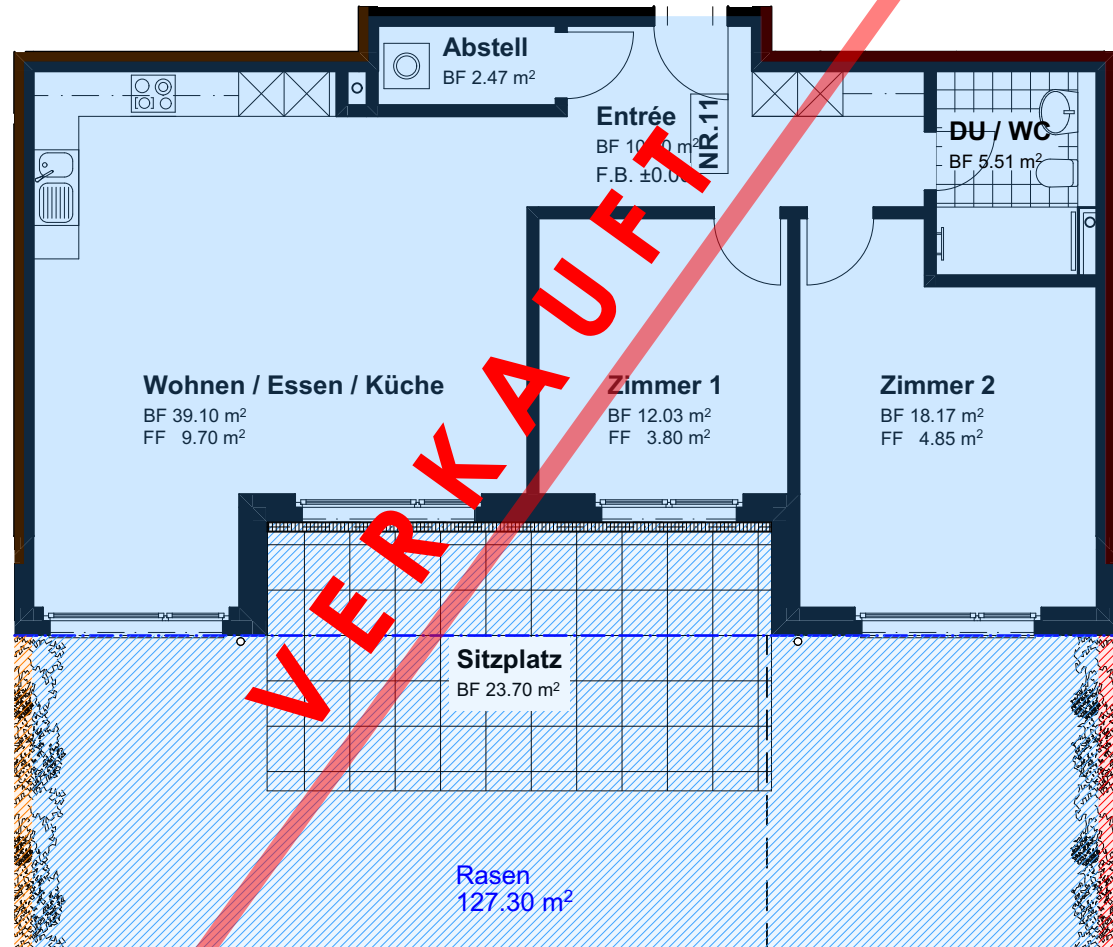 Abstell
BF 2.47 m²
Entrée
m²
F.B.
NR.11
DU / WC
BF 5.51 m²
VERKAUFT
Wohnen / Essen / Küche
BF 39.10 m²
FF 9.70 m²
Zimmer 1
BF 12.03 m²
FF 3.80 m²
Zimmer 2
BF 18.17 m²
FF 4.85 m²
Sitzplatz
BF 23.70 m²
Rasen
127.30 m²